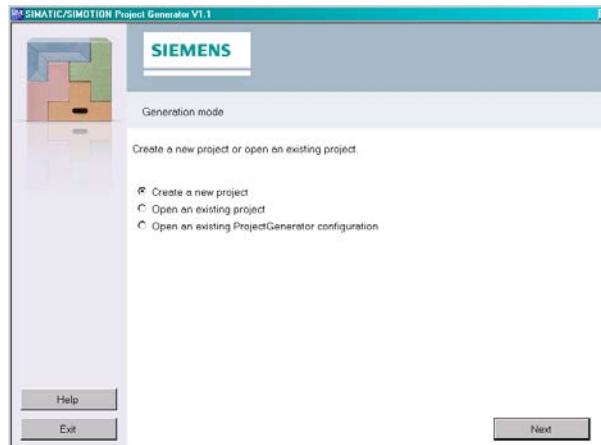 SIMATIC/SIMOTION Project Generator V1.1
SIEMENS
Generation mode
Create a new project or open an existing project.
Create a new project
Open an existing project
Open an existing ProjectGenerator configuration
Help
Exit
Next